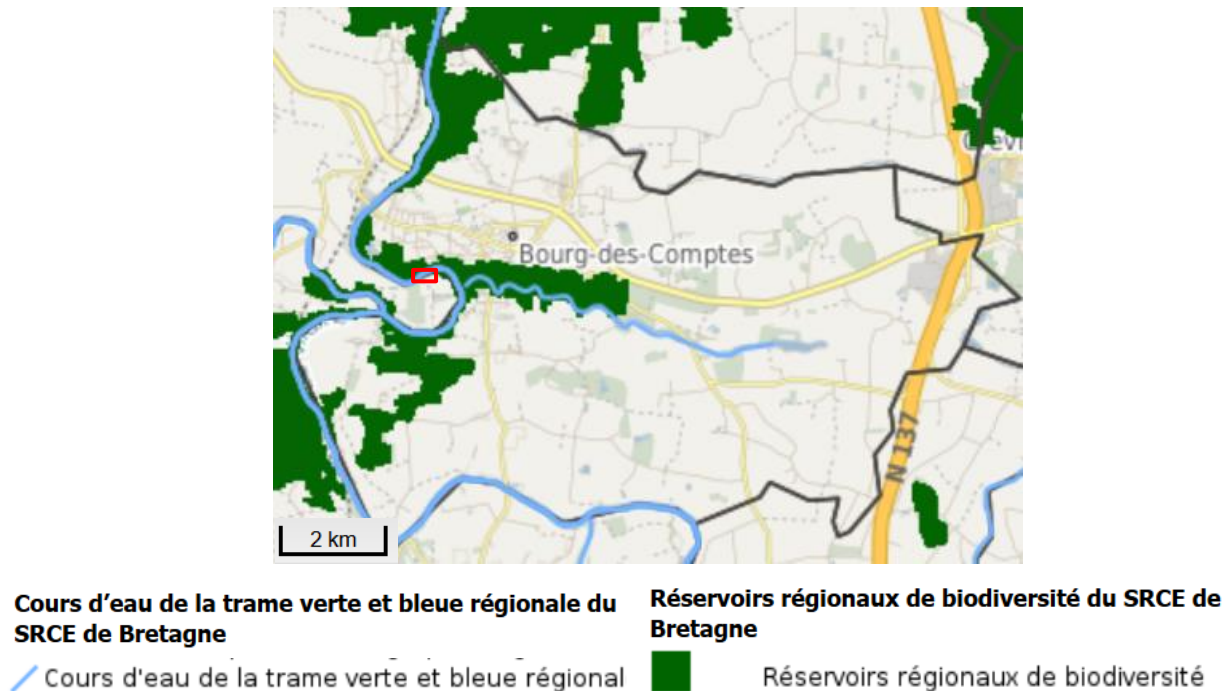 Crev
Bourg-des-Comptes
N 137
2 km
Cours d’eau de la trame verte et bleue régionale du
SRCE de Bretagne
Réservoirs régionaux de biodiversité du SRCE de
Bretagne
Cours d'eau de la trame verte et bleue régional
Réservoirs régionaux de biodiversité